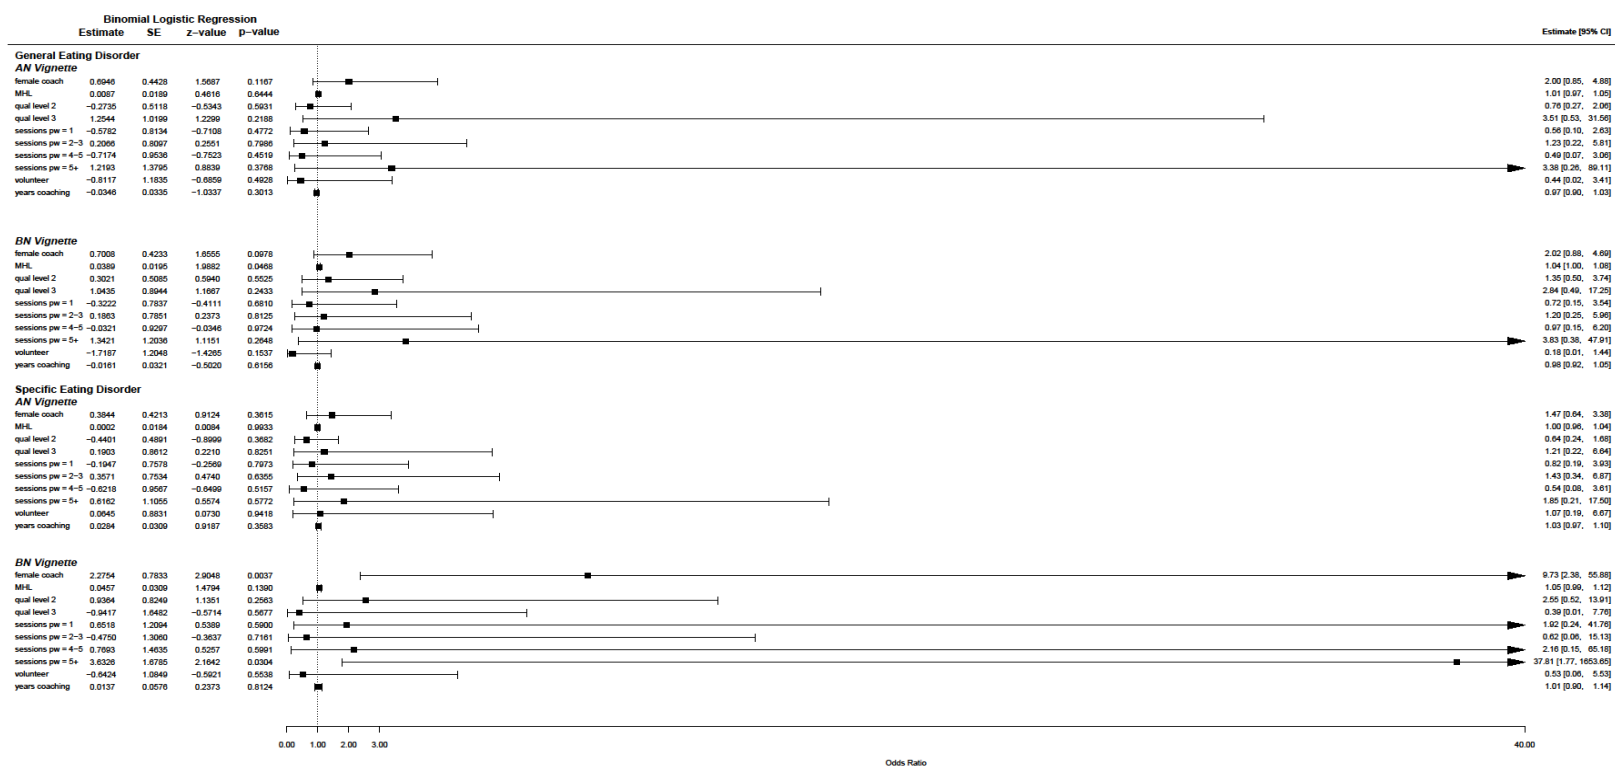 Binomial Logistic Regression
Estimate SE z−value p−value Estimate [95% CI]
General Eating Disorder
AN Vignette
female coach 0.6946 0.4428 1.5687 0.1167 2.00 [0.85, 4.88]
MHL 0.0087 0.0189 0.4616 0.6444 1.01 [0.97, 1.05]
qual level 2 −0.2735 0.5118 −0.5343 0.5931 0.76 [0.27, 2.06]
qual level 3 1.2544 1.0199 1.2299 0.2188 3.51 [0.53, 31.56]
sessions pw = 1 −0.5782 0.8134 −0.7108 0.4772 0.56 [0.10, 2.63]
sessions pw = 2−3 0.2066 0.8097 0.2551 0.7986 1.23 [0.22, 5.81]
sessions pw = 4−5 −0.7174 0.9536 −0.7523 0.4519 0.49 [0.07, 3.06]
sessions pw = 5+ 1.2193 1.3795 0.8839 0.3768 3.38 [0.26, 89.11]
volunteer −0.8117 1.1835 −0.6859 0.4928 0.44 [0.02, 3.41]
years coaching −0.0346 0.0335 −1.0337 0.3013 0.97 [0.90, 1.03]
BN Vignette
female coach 0.7008 0.4233 1.6555 0.0978 2.02 [0.88, 4.69]
MHL 0.0389 0.0195 1.9882 0.0468 1.04 [1.00, 1.08]
qual level 2 0.3021 0.5085 0.5940 0.5525 1.35 [0.50, 3.74]
qual level 3 1.0435 0.8944 1.1667 0.2433 2.84 [0.49, 17.25]
sessions pw = 1 −0.3222 0.7837 −0.4111 0.6810 0.72 [0.15, 3.54]
sessions pw = 2−3 0.1863 0.7851 0.2373 0.8125 1.20 [0.25, 5.96]
sessions pw = 4−5 −0.0321 0.9297 −0.0346 0.9724 0.97 [0.15, 6.20]
sessions pw = 5+ 1.3421 1.2036 1.1151 0.2648 3.83 [0.38, 47.91]
volunteer −1.7187 1.2048 −1.4265 0.1537 0.18 [0.01, 1.44]
years coaching −0.0161 0.0321 −0.5020 0.6156 0.98 [0.92, 1.05]
Specific Eating Disorder
AN Vignette
female coach 0.3844 0.4213 0.9124 0.3615 1.47 [0.64, 3.38]
MHL 0.0002 0.0184 0.0084 0.9933 1.00 [0.96, 1.04]
qual level 2 −0.4401 0.4891 −0.8999 0.3682 0.64 [0.24, 1.68]
qual level 3 0.1903 0.8612 0.2210 0.8251 1.21 [0.22, 6.64]
sessions pw = 1 −0.1947 0.7578 −0.2569 0.7973 0.82 [0.19, 3.93]
sessions pw = 2−3 0.3571 0.7534 0.4740 0.6355 1.43 [0.34, 6.87]
sessions pw = 4−5 −0.6218 0.9567 −0.6499 0.5157 0.54 [0.08, 3.61]
sessions pw = 5+ 0.6162 1.1055 0.5574 0.5772 1.85 [0.21, 17.50]
volunteer 0.0645 0.8831 0.0730 0.9418 1.07 [0.19, 6.67]
years coaching 0.0284 0.0309 0.9187 0.3583 1.03 [0.97, 1.10]
BN Vignette
female coach 2.2754 0.7833 2.9048 0.0037 9.73 [2.38, 55.88]
MHL 0.0457 0.0309 1.4794 0.1390 1.05 [0.99, 1.12]
qual level 2 0.9364 0.8249 1.1351 0.2563 2.55 [0.52, 13.91]
qual level 3 −0.9417 1.6482 −0.5714 0.5677 0.39 [0.01, 7.76]
sessions pw = 1 0.6518 1.2094 0.5389 0.5900 1.92 [0.24, 41.76]
sessions pw = 2−3 −0.4750 1.3060 −0.3637 0.7161 0.62 [0.06, 15.13]
sessions pw = 4−5 0.7693 1.4635 0.5257 0.5991 2.16 [0.15, 65.18]
sessions pw = 5+ 3.6326 1.6785 2.1642 0.0304 37.81 [1.77, 1653.65]
volunteer −0.6424 1.0849 −0.5921 0.5538 0.53 [0.06, 5.53]
years coaching 0.0137 0.0576 0.2373 0.8124 1.01 [0.90, 1.14]
0.00 1.00 2.00 3.00 40.00
Odds Ratio